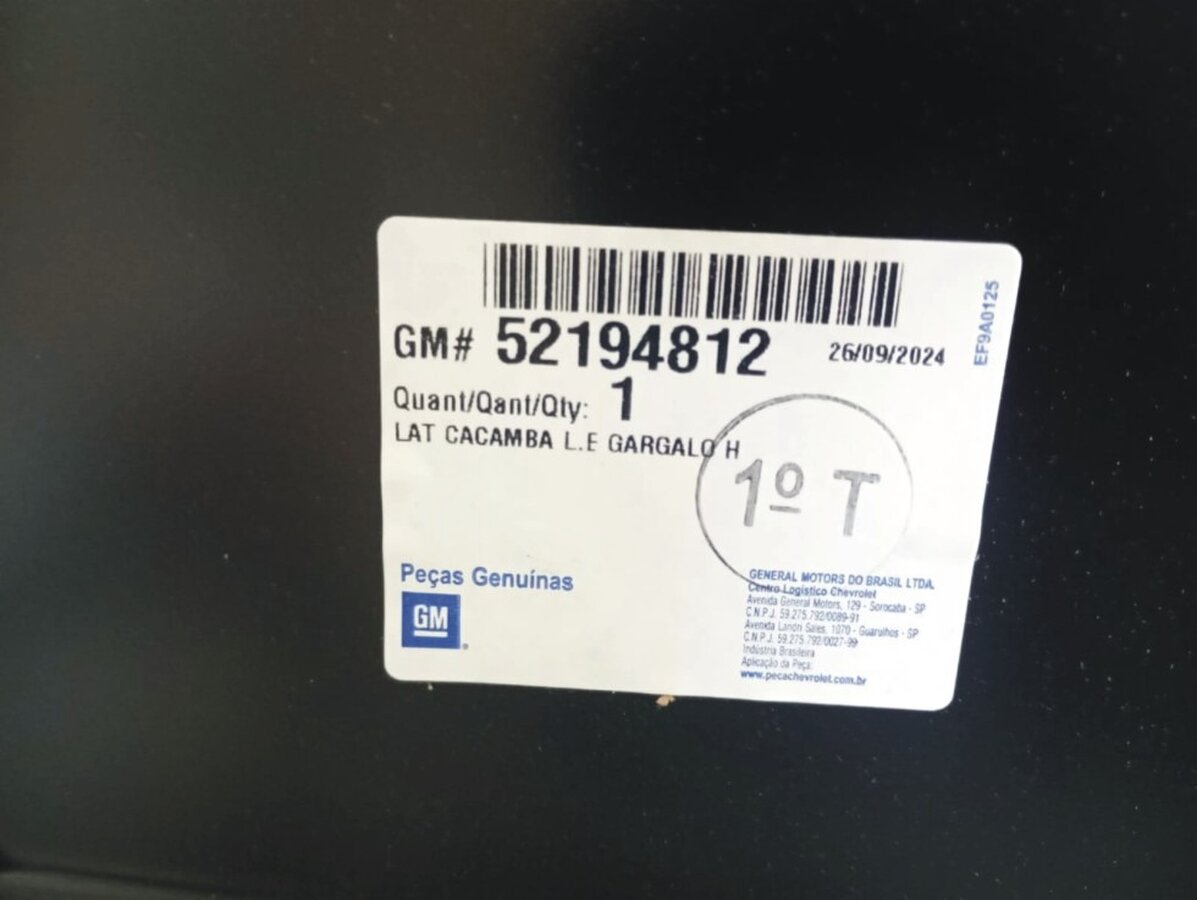 GM# 52194812 26/09/2024
EF9A0125
Quant/Qant/Qty: 1
LAT CACAMBA L.E GARGALO H
1º T
Peças Genuínas
GM
GENERAL MOTORS DO BRASIL LTDA.
Centro Logístico Chevrolet
Avenida General Motors, 129 - Sorocaba - SP
C.N.P.J. 59.275.792/0089-91
Avenida Landri Sales, 1070 - Guarulhos - SP
C.N.P.J. 59.275.792/0027-99
Indústria Brasileira
Aplicação da Peça:
www.pecachevrolet.com.br